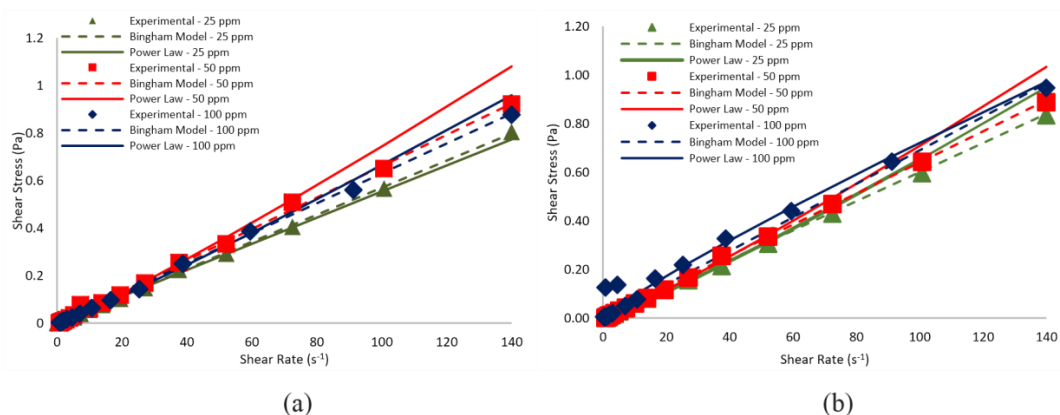 Experimental - 25 ppm
Bingham Model - 25 ppm
Power Law - 25 ppm
Experimental - 50 ppm
Bingham Model - 50 ppm
Power Law - 50 ppm
Experimental - 100 ppm
Bingham Model - 100 ppm
Power Law - 100 ppm
1.2
1
0.8
0.6
0.4
0.2
0
Shear Stress (Pa)
0 20 40 60 80 100 120 140
Shear Rate (s-1)
(a)
Experimental - 25 ppm
Bingham Model - 25 ppm
Power Law - 25 ppm
Experimental - 50 ppm
Bingham Model - 50 ppm
Power Law - 50 ppm
Experimental - 100 ppm
Bingham Model - 100 ppm
Power Law - 100 ppm
1.20
1.00
0.80
0.60
0.40
0.20
0.00
Shear Stress (Pa)
0 20 40 60 80 100 120 140
Shear Rate (s-1)
(b)